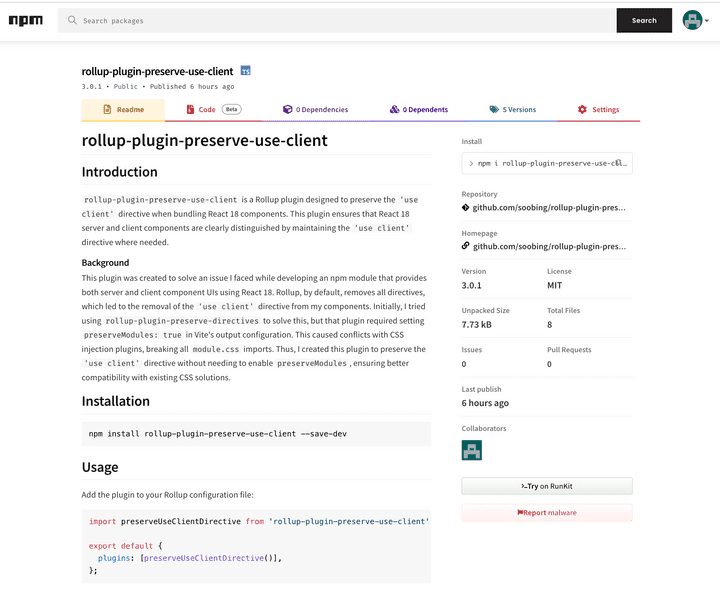 npm
Search packages
Search
rollup-plugin-preserve-use-client TS
3.0.1 • Public • Published 6 hours ago
Readme
Code Beta
0 Dependencies
0 Dependents
5 Versions
Settings
rollup-plugin-preserve-use-client
Introduction
rollup-plugin-preserve-use-client is a Rollup plugin designed to preserve the 'use
client' directive when bundling React 18 components. This plugin ensures that React 18
server and client components are clearly distinguished by maintaining the 'use client'
directive where needed.
Background
This plugin was created to solve an issue I faced while developing an npm module that provides
both server and client component UIs using React 18. Rollup, by default, removes all directives,
which led to the removal of the 'use client' directive from my components. Initially, I tried
using rollup-plugin-preserve-directives to solve this, but that plugin required setting
preserveModules: true in Vite's output configuration. This caused conflicts with CSS
injection plugins, breaking all module.css imports. Thus, I created this plugin to preserve the
'use client' directive without needing to enable preserveModules, ensuring better
compatibility with existing CSS solutions.
Installation
npm install rollup-plugin-preserve-use-client --save-dev
Usage
Add the plugin to your Rollup configuration file:
import preserveUseClientDirective from 'rollup-plugin-preserve-use-client'
export default {
plugins: [preserveUseClientDirective()],
};
Install
> npm i rollup-plugin-preserve-use-cl...
Repository
github.com/soobing/rollup-plugin-pres...
Homepage
github.com/soobing/rollup-plugin-pres...
Version License
3.0.1 MIT
Unpacked Size Total Files
7.73 kB 8
Issues Pull Requests
0 0
Last publish
6 hours ago
Collaborators
Try on RunKit
Report malware